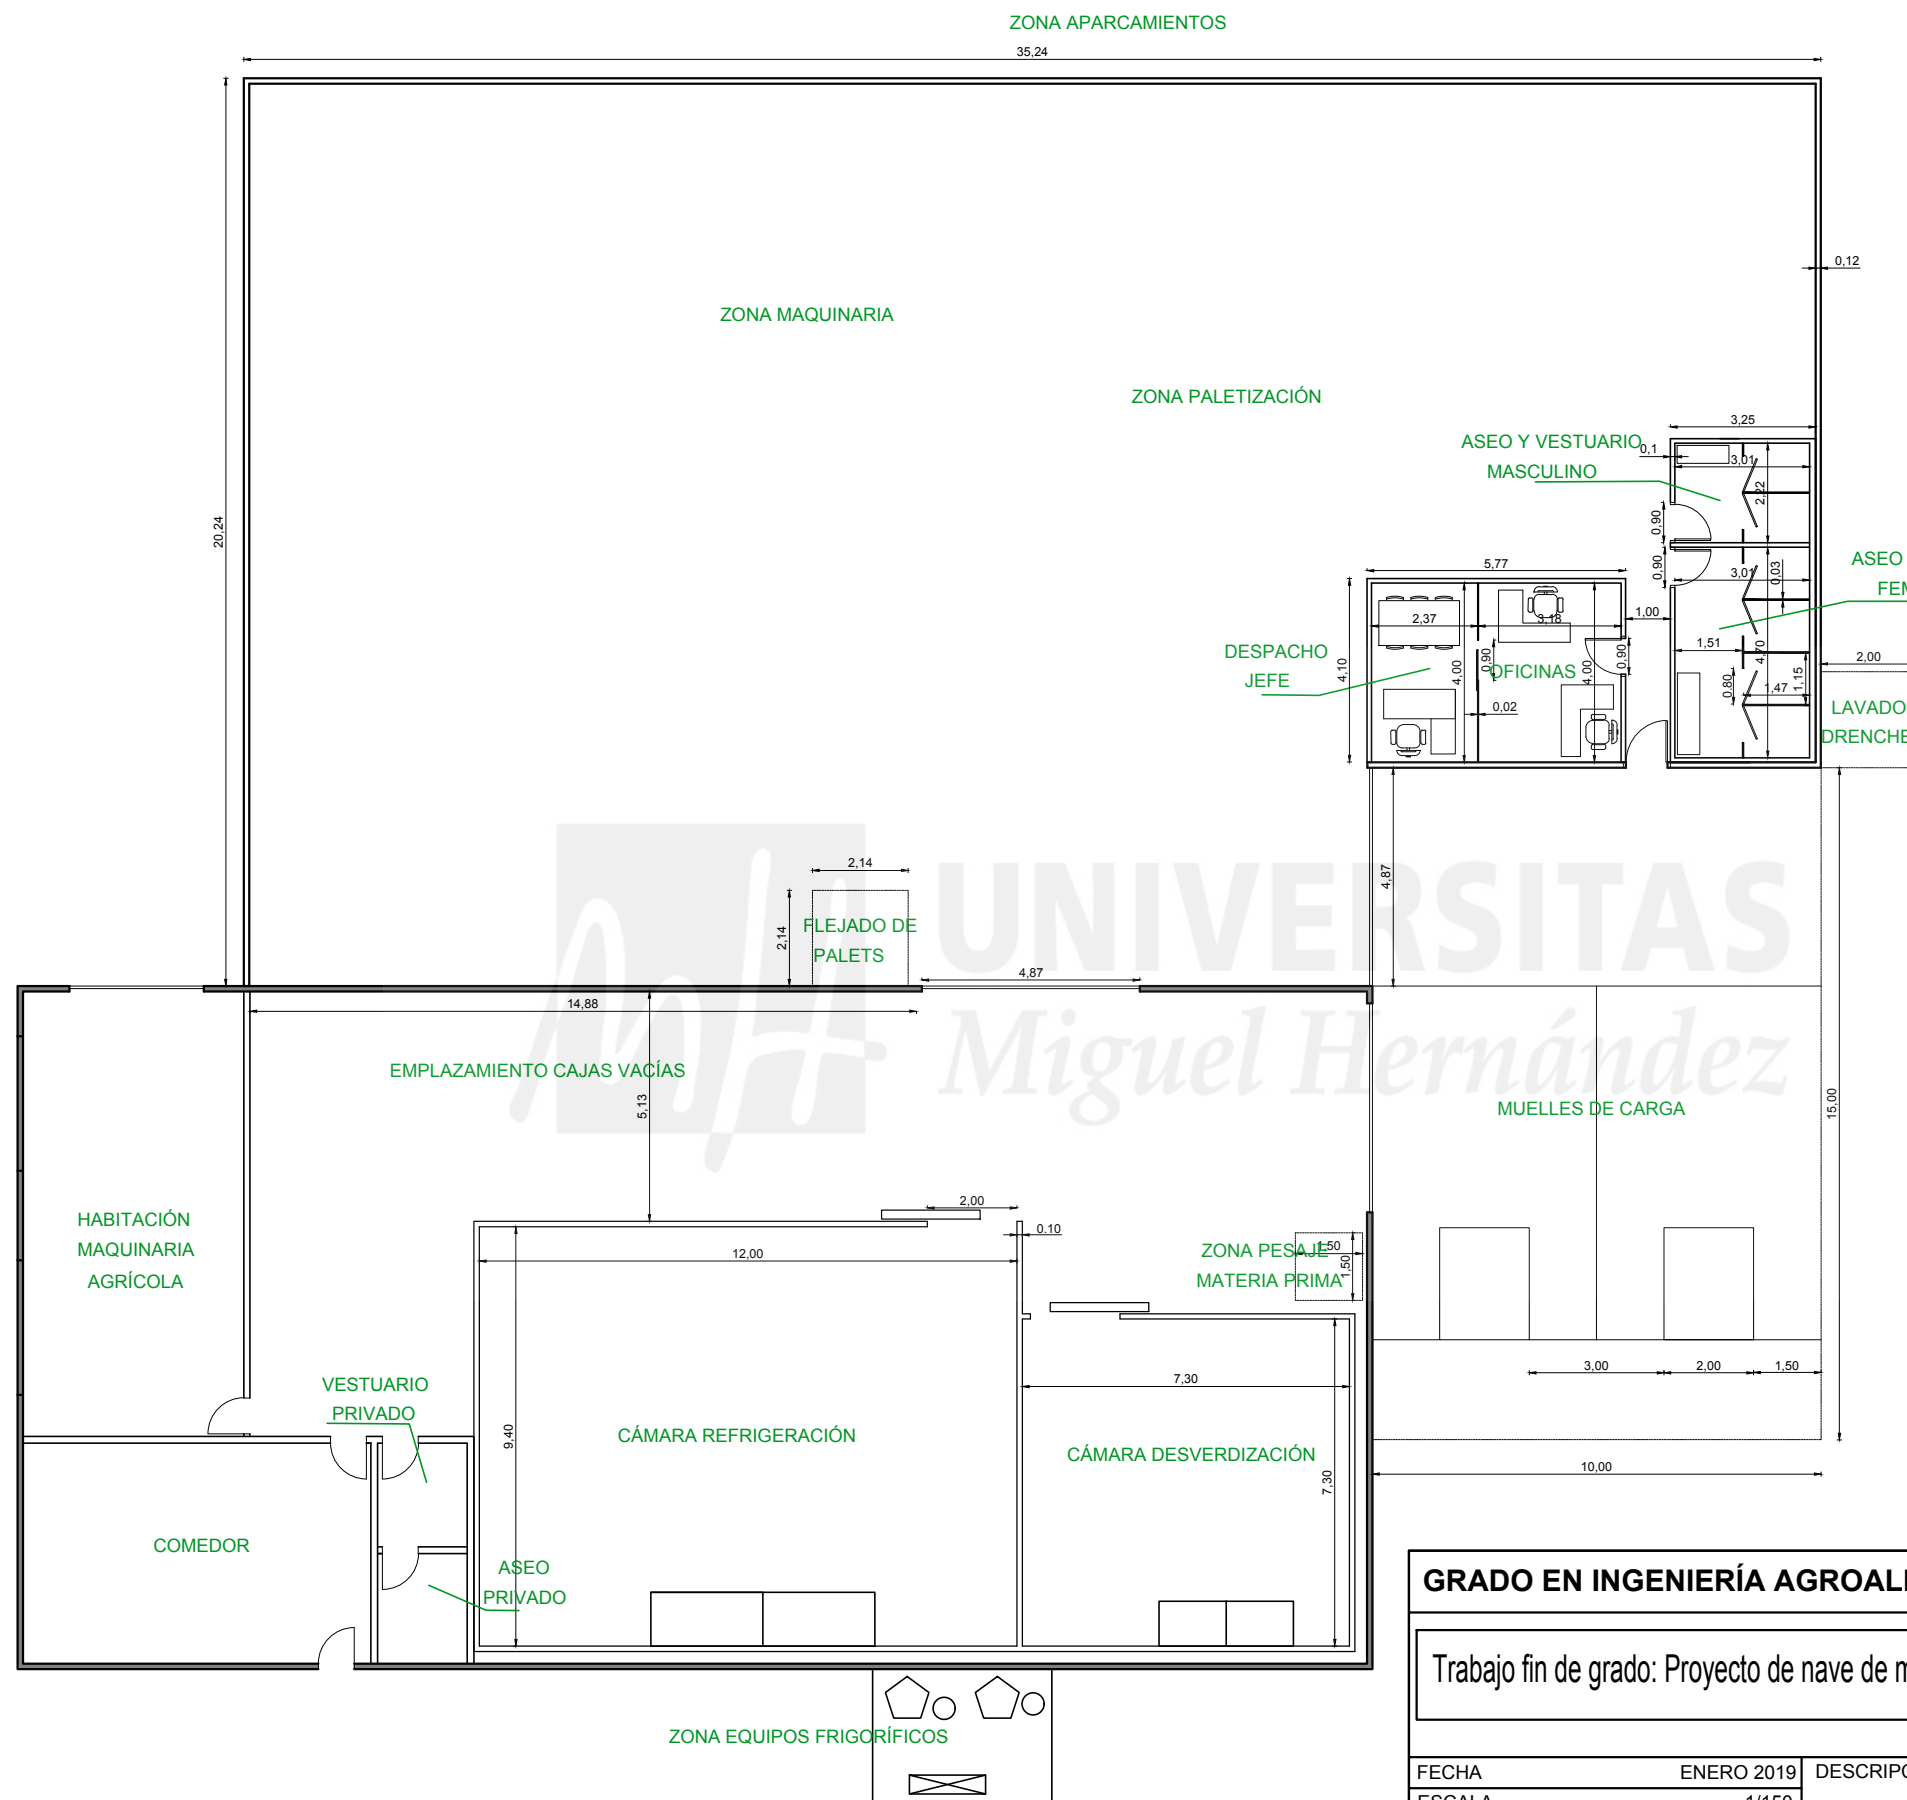 ZONA APARCAMIENTOS
35,24
0,12
20,24
ZONA MAQUINARIA
ZONA PALETIZACIÓN
3,25
ASEO Y VESTUARIO
MASCULINO
0,1
3,01
2,22
0,90
0,90
ASEO
3,01
0,03
5,77
1,00
2,37
3,18
DESPACHO
JEFE
4,10
4,00
0,90
OFICINAS
4,00
0,90
0,02
1,51
4,70
0.80
1,47
1,15
2,00
LAVADO
4,87
15,00
2,14
2,14
FLEJADO DE
PALETS
4,87
14,88
UNIVERSITAS
Miguel Hernández
EMPLAZAMIENTO CAJAS VACÍAS
5,13
MUELLES DE CARGA
HABITACIÓN
MAQUINARIA
AGRÍCOLA
2,00
0.10
12,00
ZONA PESAJE
MATERIA PRIMA
1,50
1,50
3,00
2,00
1,50
7,30
VESTUARIO
PRIVADO
9,40
CÁMARA REFRIGERACIÓN
CÁMARA DESVERDIZACIÓN
7,30
10,00
COMEDOR
ASEO
PRIVADO
ZONA EQUIPOS FRIGORÍFICOS
GRADO EN INGENIERÍA
Trabajo fin de grado: Proyecto de nave de
FECHA ENERO 2019
ESCALA 1/150